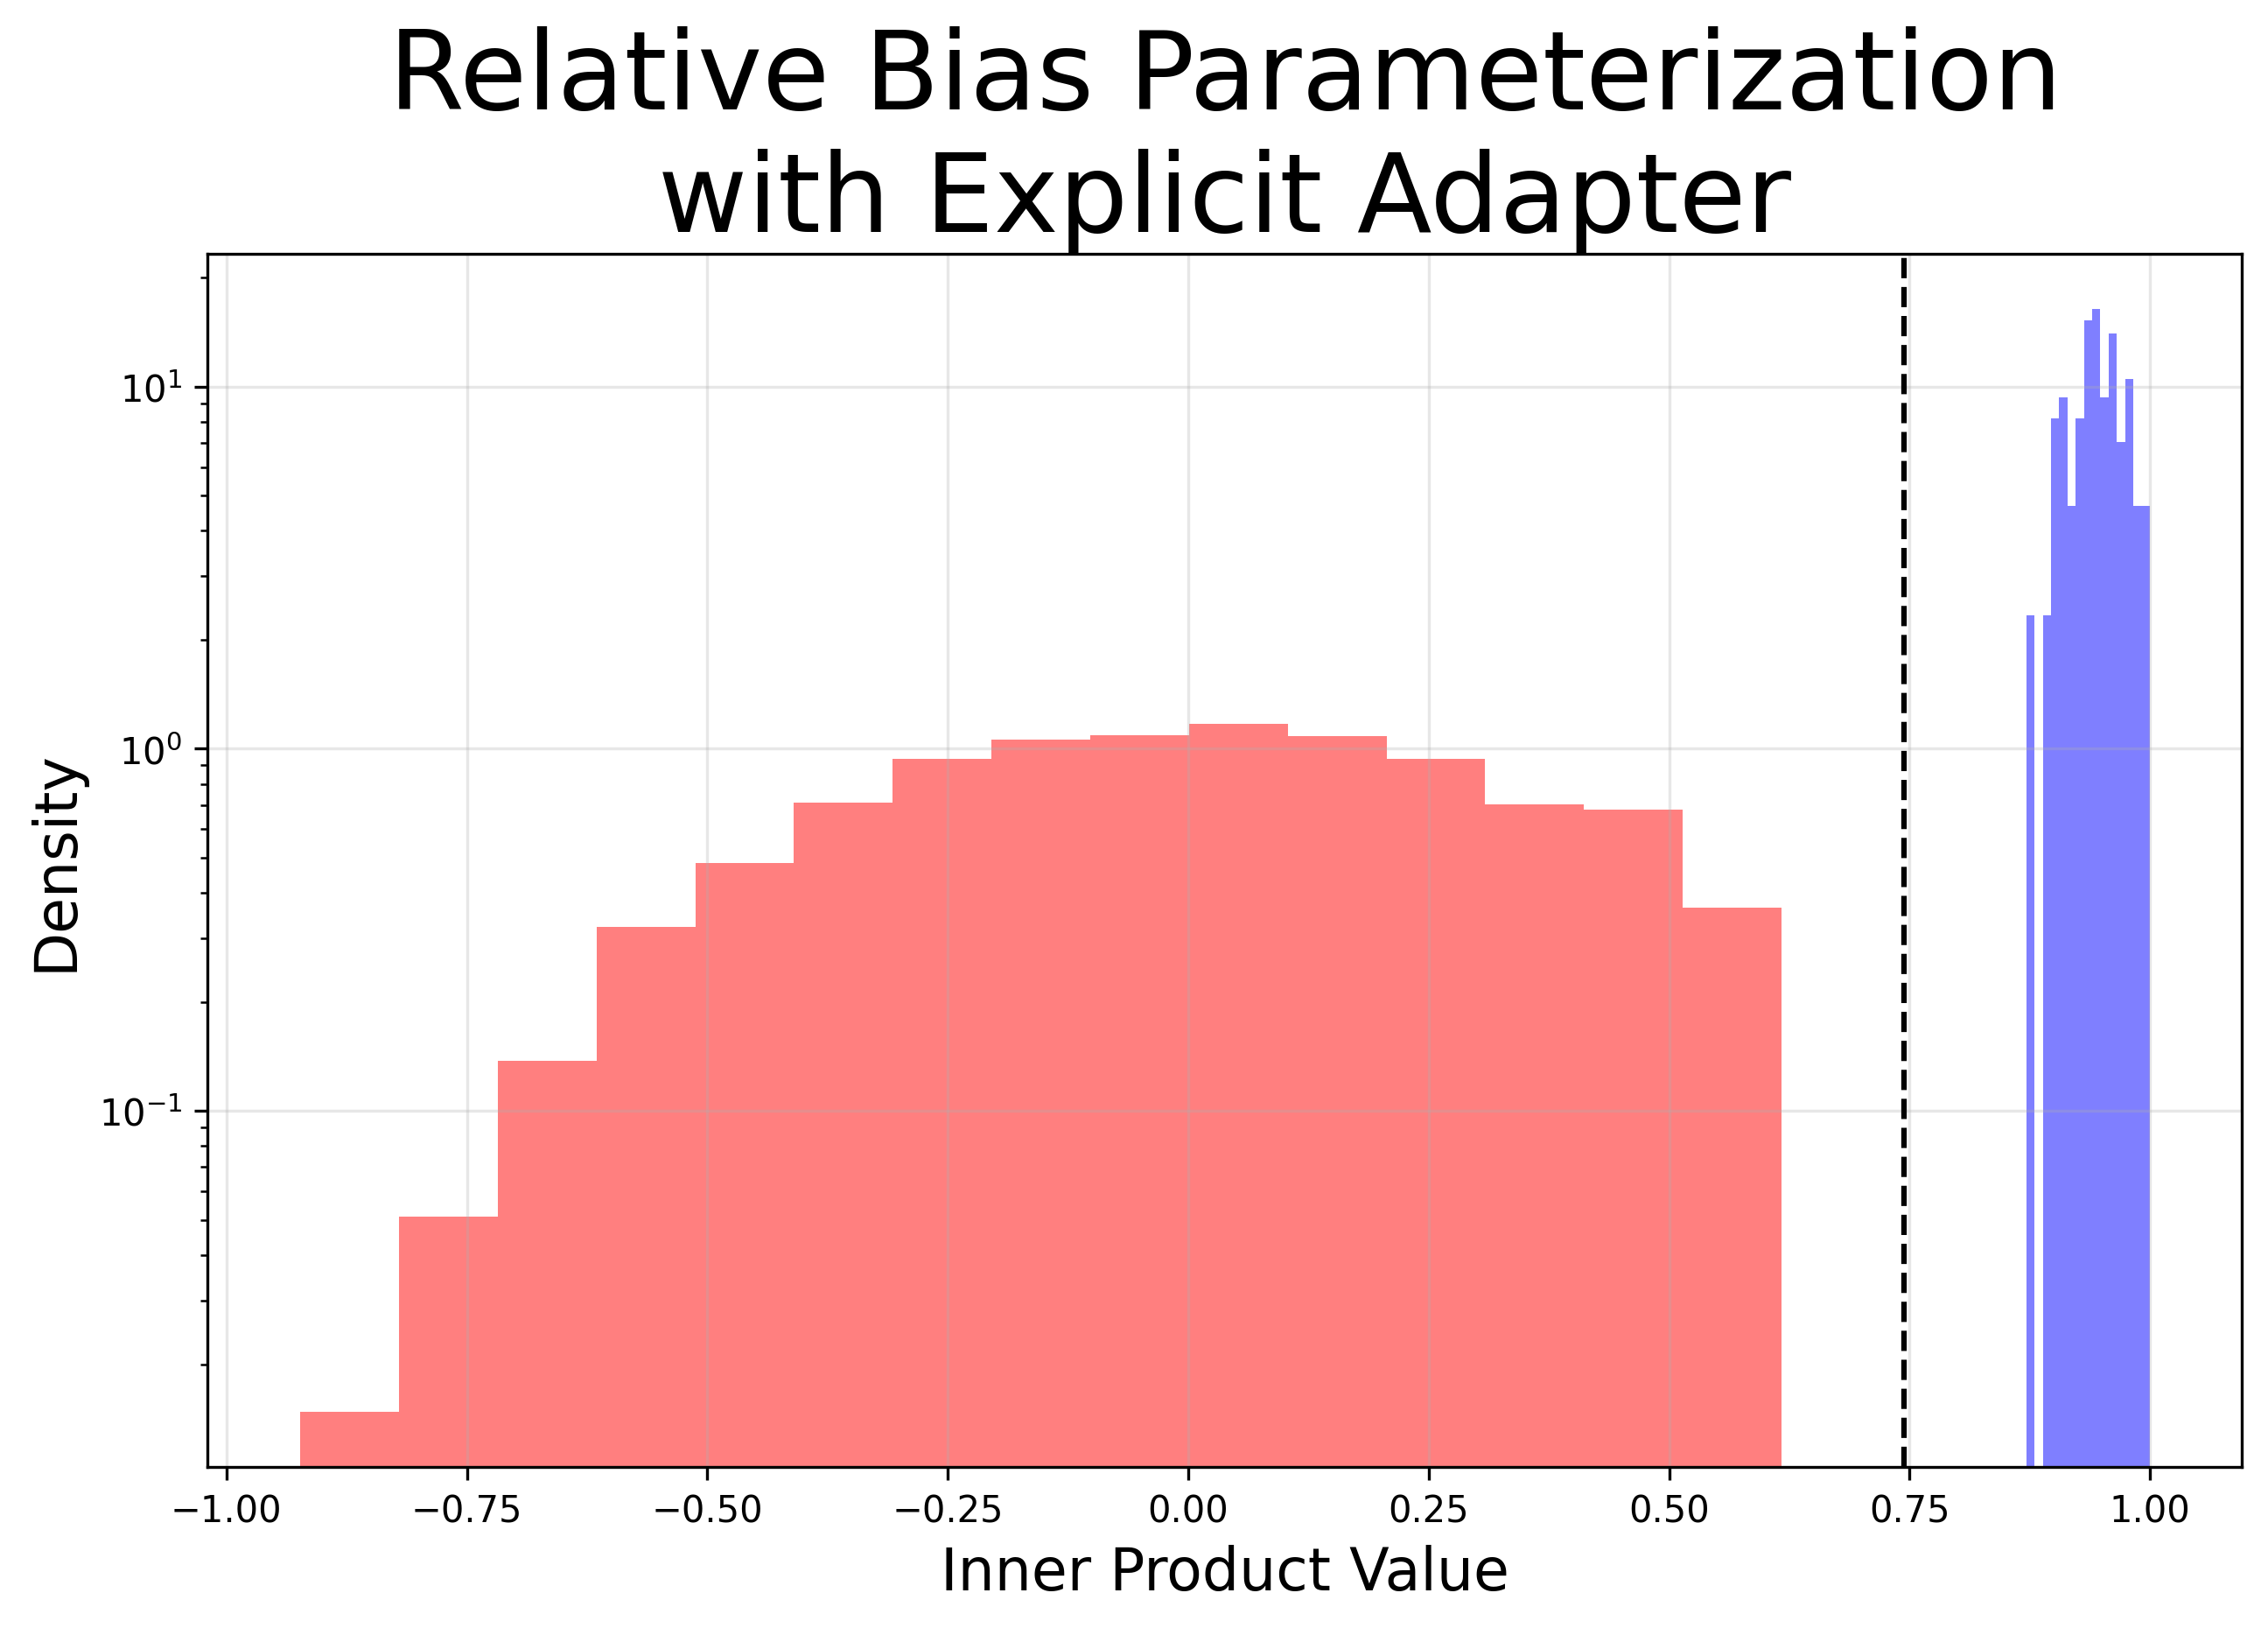 Relative Bias Parameterization
with Explicit Adapter
Density
10¹
10⁰
10⁻¹
−1.00 −0.75 −0.50 −0.25 0.00 0.25 0.50 0.75 1.00
Inner Product Value